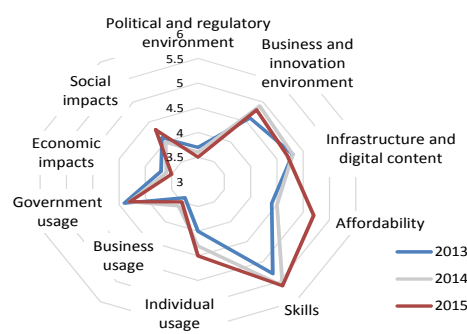 Political and regulatory
environment
6
5.5
5
4.5
4
3.5
3
Business and
innovation
environment
Infrastructure and
digital content
Affordability
Skills
Individual
usage
Business
usage
Government
usage
Economic
impacts
Social
impacts
2013
2014
2015